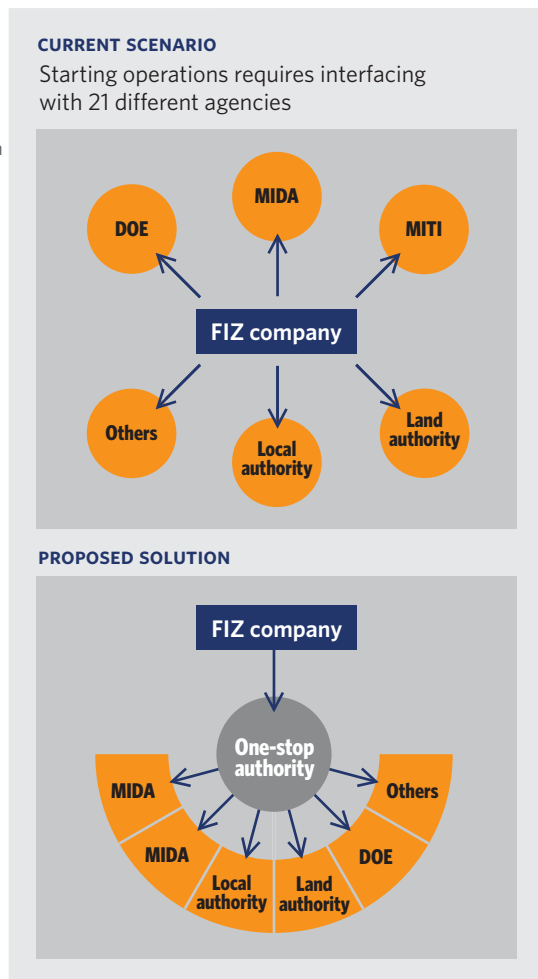 CURRENT SCENARIO
Starting operations requires interfacing
with 21 different agencies
MIDA
DOE
MITI
FIZ company
Others
Local
authority
Land
authority
PROPOSED SOLUTION
FIZ company
One-stop
authority
MIDA
MIDA
Local
authority
Land
authority
DOE
Others